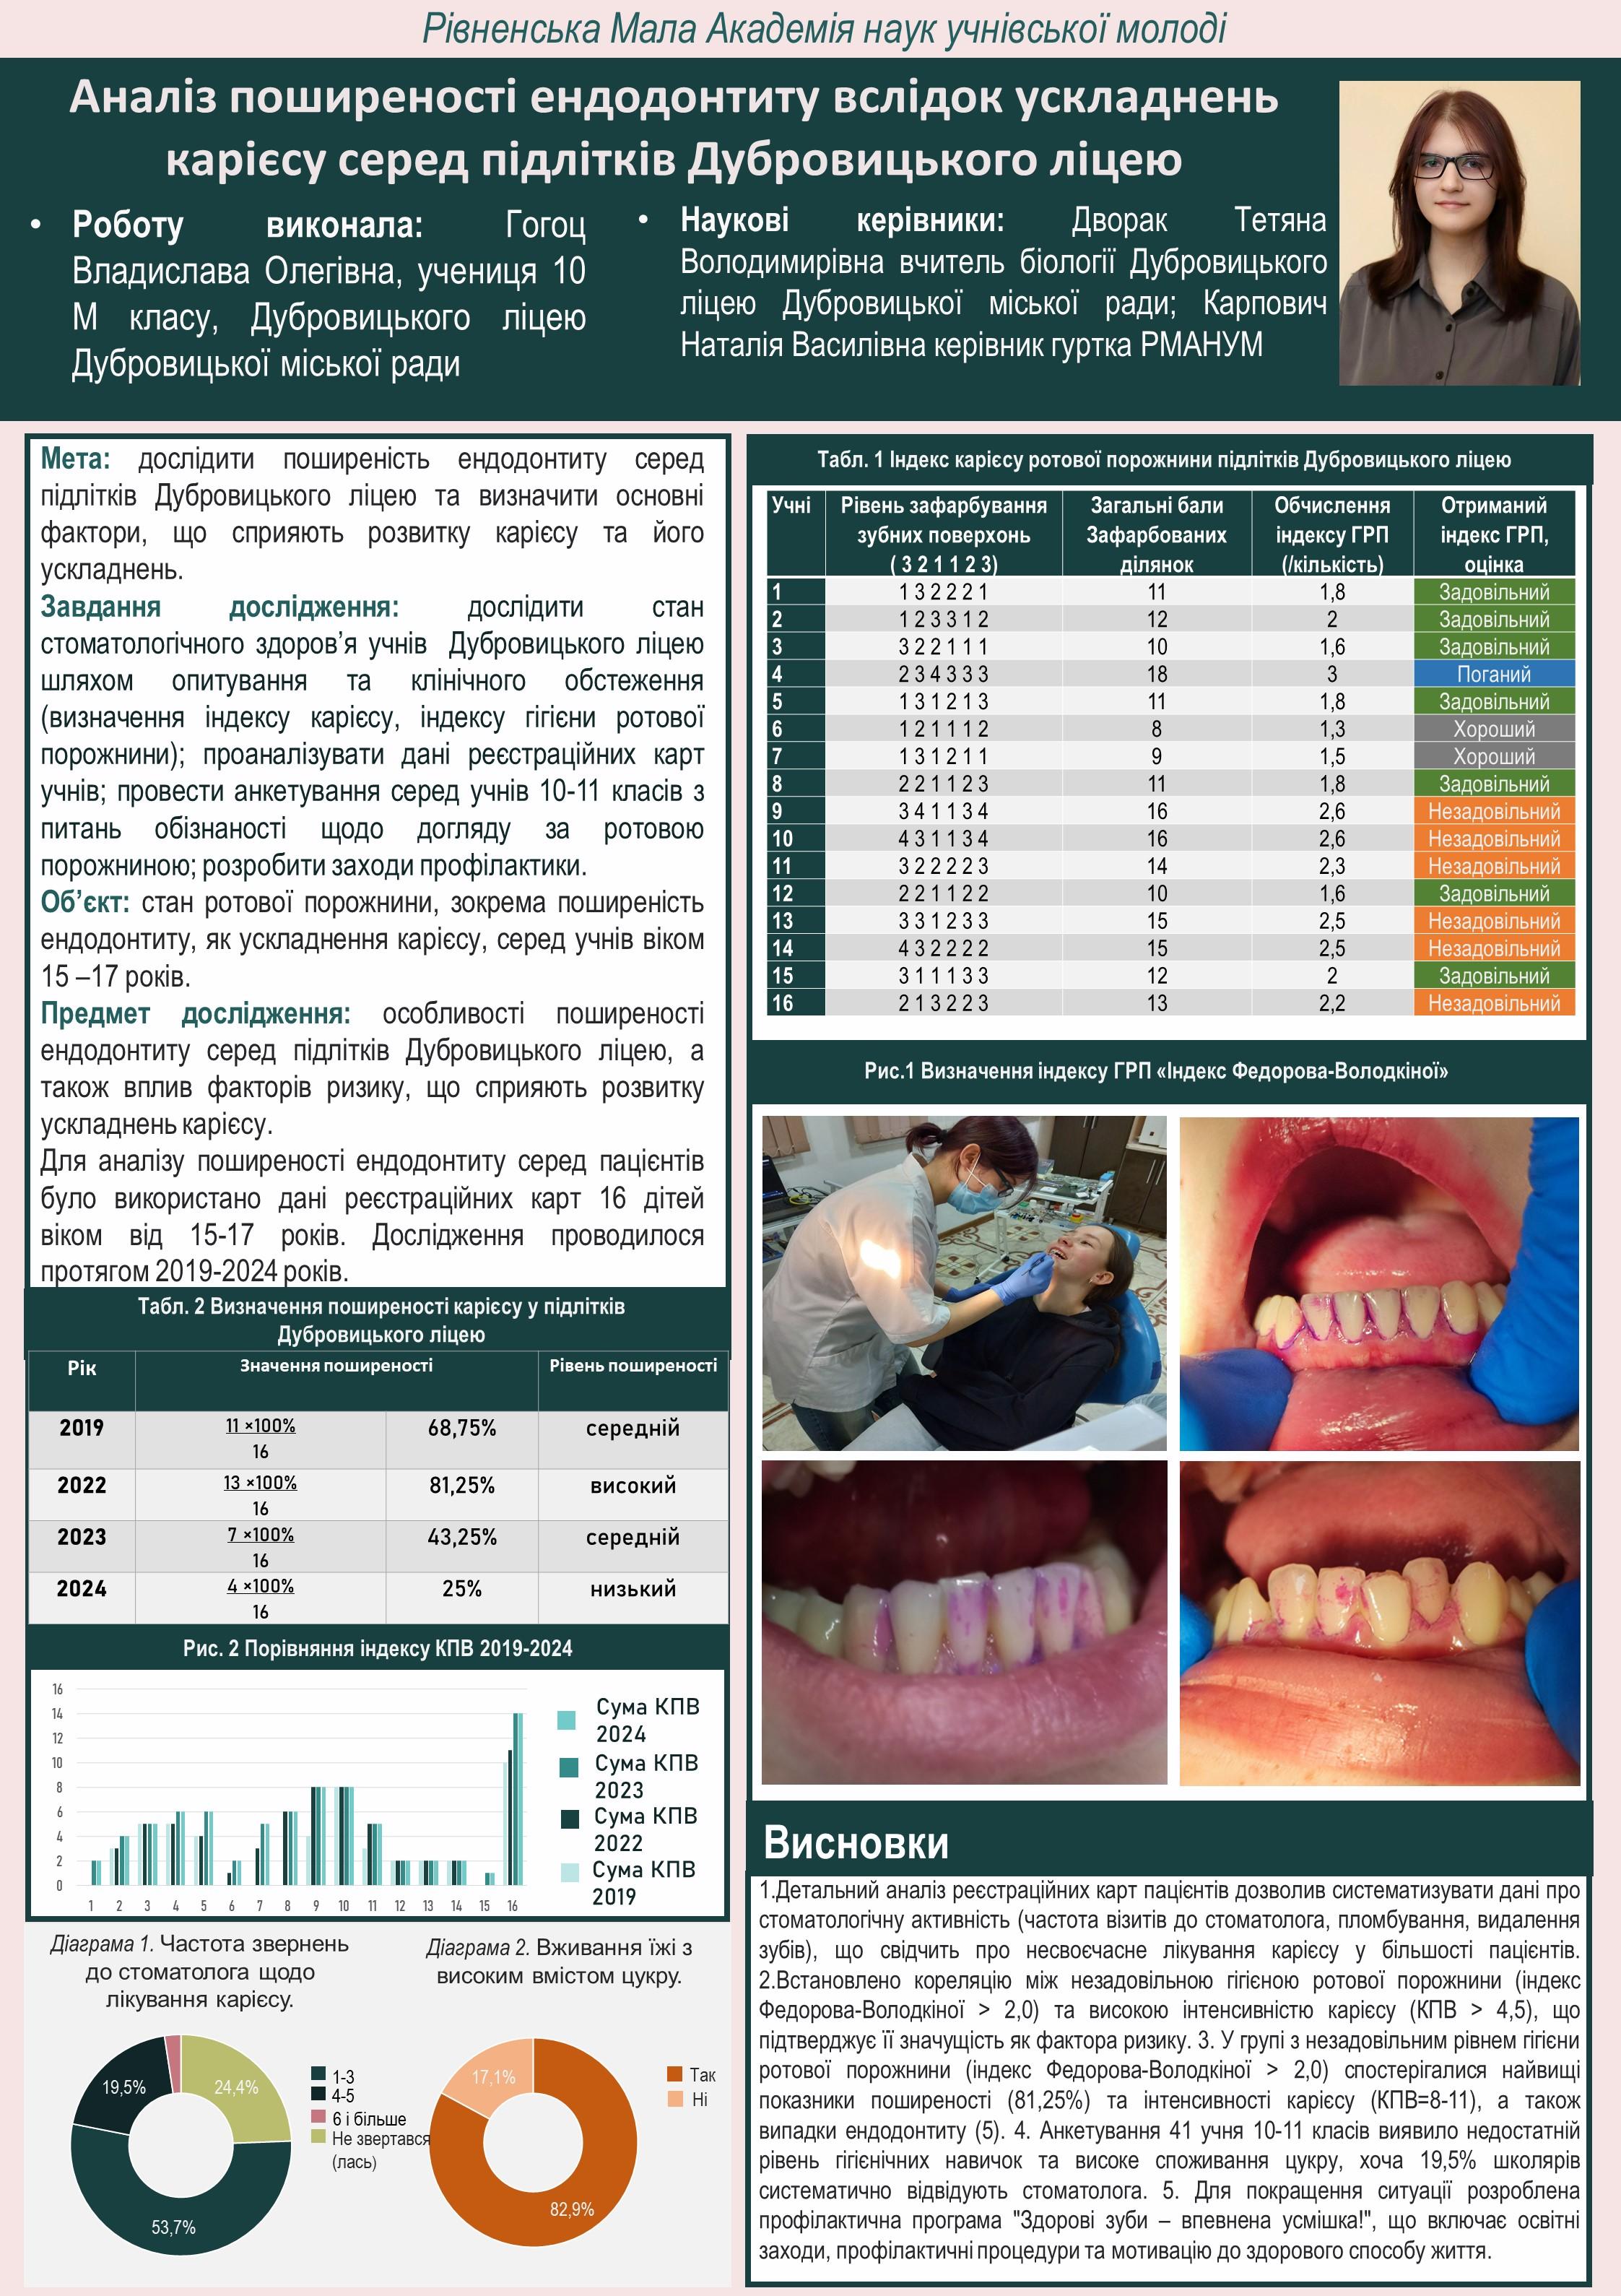 Рівненська Мала Академія наук учнівської молоді
Аналіз поширеності ендодонтиту вслідок ускладнень
карієсу серед підлітків Дубровицького ліцею
• Роботу виконала: Гогоц
Владислава Олегівна, учениця 10
М класу, Дубровицького ліцею
Дубровицької міської ради
• Наукові керівники: Дворак Тетяна
Володимирівна вчитель біології Дубровицького
ліцею Дубровицької міської ради; Карпович
Наталія Василівна керівник гуртка РМАНУМ
Мета: дослідити поширеність ендодонтиту серед
підлітків Дубровицького ліцею та визначити основні
фактори, що сприяють розвитку карієсу та його
ускладнень.
Завдання дослідження: дослідити стан
стоматологічного здоров’я учнів Дубровицького ліцею
шляхом опитування та клінічного обстеження
(визначення індексу карієсу, індексу гігієни ротової
порожнини); проаналізувати дані реєстраційних карт
учнів; провести анкетування серед учнів 10-11 класів з
питань обізнаності щодо догляду за ротовою
порожниною; розробити заходи профілактики.
Об’єкт: стан ротової порожнини, зокрема поширеність
ендодонтиту, як ускладнення карієсу, серед учнів віком
15 –17 років.
Предмет дослідження: особливості поширеності
ендодонтиту серед підлітків Дубровицького ліцею, а
також вплив факторів ризику, що сприяють розвитку
ускладнень карієсу.
Для аналізу поширеності ендодонтиту серед пацієнтів
було використано дані реєстраційних карт 16 дітей
віком від 15-17 років. Дослідження проводилося
протягом 2019-2024 років.
Табл. 2 Визначення поширеності карієсу у підлітків
Дубровицького ліцею
Рік Значення поширеності Рівень поширеності
2019 11 ×100% 68,75% середній
16
2022 13 ×100% 81,25% високий
16
2023 7 ×100% 43,25% середній
16
2024 4 ×100% 25% низький
16
Рис. 2 Порівняння індексу КПВ 2019-2024
16
14
12
10
8
6
4
2
0
1 2 3 4 5 6 7 8 9 10 11 12 13 14 15 16
Сума КПВ
2024
Сума КПВ
2023
Сума КПВ
2022
Сума КПВ
2019
Діаграма 1. Частота звернень
до стоматолога щодо
лікування карієсу.
19,5%
24,4%
53,7%
1-3
4-5
6 і більше
Не звертався
(лась)
Діаграма 2. Вживання їжі з
високим вмістом цукру.
17,1%
82,9%
Так
Ні
Табл. 1 Індекс карієсу ротової порожнини підлітків Дубровицького ліцею
Учні Рівень зафарбування Загальні бали Обчислення Отриманий
зубних поверхонь Зафарбованих індексу ГРП індекс ГРП,
( 3 2 1 1 2 3) ділянок (/кількість) оцінка
1 1 3 2 2 2 1 11 1,8 Задовільний
2 1 2 3 3 1 2 12 2 Задовільний
3 3 2 2 1 1 1 10 1,6 Задовільний
4 2 3 4 3 3 3 18 3 Поганий
5 1 3 1 2 1 3 11 1,8 Задовільний
6 1 2 1 1 1 2 8 1,3 Хороший
7 1 3 1 2 1 1 9 1,5 Хороший
8 2 2 1 1 2 3 11 1,8 Задовільний
9 3 4 1 1 3 4 16 2,6 Незадовільний
10 4 3 1 1 3 4 16 2,6 Незадовільний
11 3 2 2 2 2 3 14 2,3 Незадовільний
12 2 2 1 1 2 2 10 1,6 Задовільний
13 3 3 1 2 3 3 15 2,5 Незадовільний
14 4 3 2 2 2 2 15 2,5 Незадовільний
15 3 1 1 1 3 3 12 2 Задовільний
16 2 1 3 2 2 3 13 2,2 Незадовільний
Рис.1 Визначення індексу ГРП «Індекс Федорова-Володкіної»
Висновки
1.Детальний аналіз реєстраційних карт пацієнтів дозволив систематизувати дані про
стоматологічну активність (частота візитів до стоматолога, пломбування, видалення
зубів), що свідчить про несвоєчасне лікування карієсу у більшості пацієнтів.
2.Встановлено кореляцію між незадовільною гігієною ротової порожнини (індекс
Федорова-Володкіної > 2,0) та високою інтенсивністю карієсу (КПВ > 4,5), що
підтверджує її значущість як фактора ризику. 3. У групі з незадовільним рівнем гігієни
ротової порожнини (індекс Федорова-Володкіної > 2,0) спостерігалися найвищі
показники поширеності (81,25%) та інтенсивності карієсу (КПВ=8-11), а також
випадки ендодонтиту (5). 4. Анкетування 41 учня 10-11 класів виявило недостатній
рівень гігієнічних навичок та високе споживання цукру, хоча 19,5% школярів
систематично відвідують стоматолога. 5. Для покращення ситуації розроблена
профілактична програма "Здорові зуби – впевнена усмішка!", що включає освітні
заходи, профілактичні процедури та мотивацію до здорового способу життя.